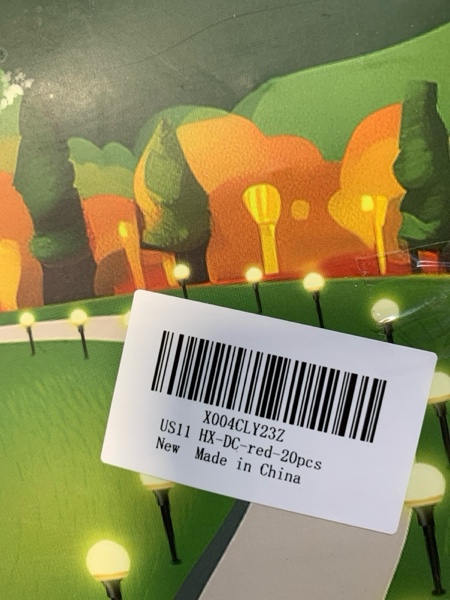 X004CLY23Z
US11 HX-DC-red-20pcs
New Made in China